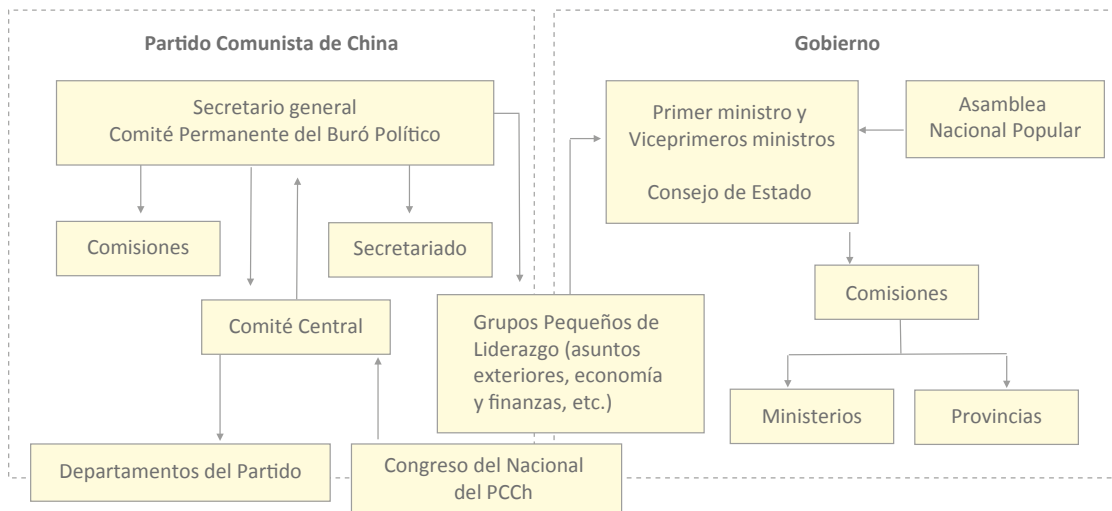 Partido Comunista de China
Secretario general
Comité Permanente del Buró Político
Comisiones
Secretariado
Comité Central
Departamentos del Partido
Congreso del Nacional
del PCCh
Grupos Pequeños de
Liderazgo (asuntos
exteriores, economía
y finanzas, etc.)
Gobierno
Primer ministro y
Viceprimeros ministros
Consejo de Estado
Asamblea
Nacional Popular
Comisiones
Ministerios
Provincias